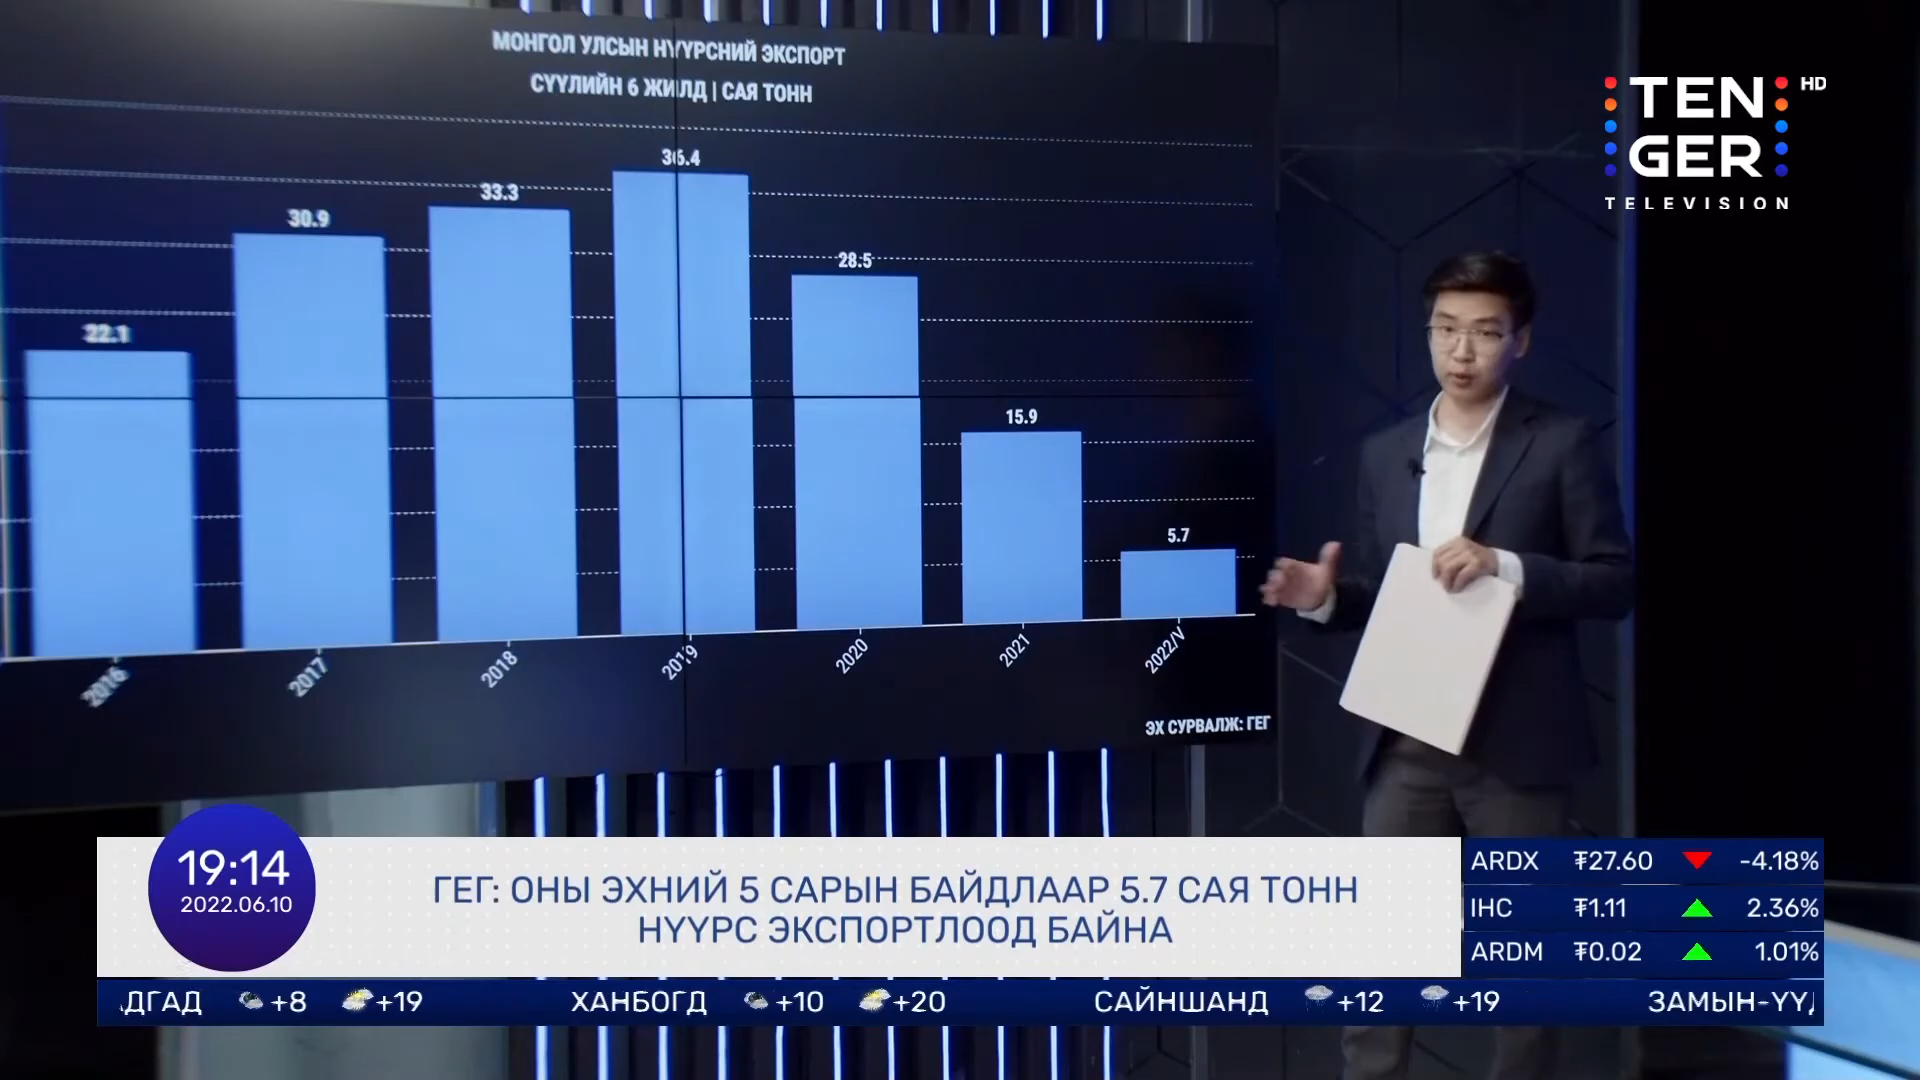 МОНГОЛ УЛСЫН НҮҮРСНИЙ ЭКСПОРТ
СҮҮЛИЙН 6 ЖИЛД | САЯ ТОНН
TEN HD
GER
TELEVISION
22.1
30.9
33.3
36.4
28.5
15.9
5.7
2016
2017
2018
2019
2020
2021
2022/V
ЭХ СУРВАЛЖ: ГЕГ
19:14
2022.06.10
ГЕГ: ОНЫ ЭХНИЙ 5 САРЫН БАЙДЛААР 5.7 САЯ ТОНН
НҮҮРС ЭКСПОРТЛООД БАЙНА
ARDX ₮27.60 -4.18%
IHC ₮1.11 2.36%
ARDM ₮0.02 1.01%
ДГАД +8 +19 ХАНБОГД +10 +20 САЙНШАНД +12 +19 ЗАМЫН-ҮҮД